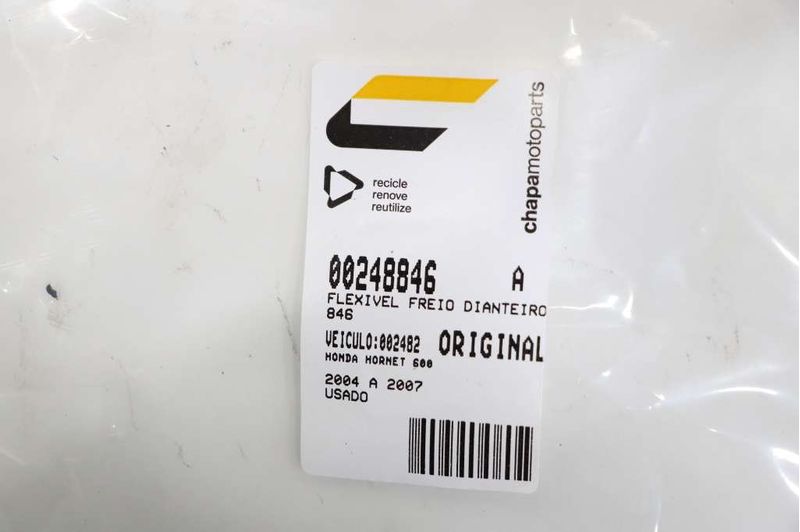 chapamotoparts
recicle
renove
reutilize
00248846 A
FLEXIVEL FREIO DIANTEIRO
846
VEICULO:002482 ORIGINAL
HONDA HORNET 600
2004 A 2007
USADO